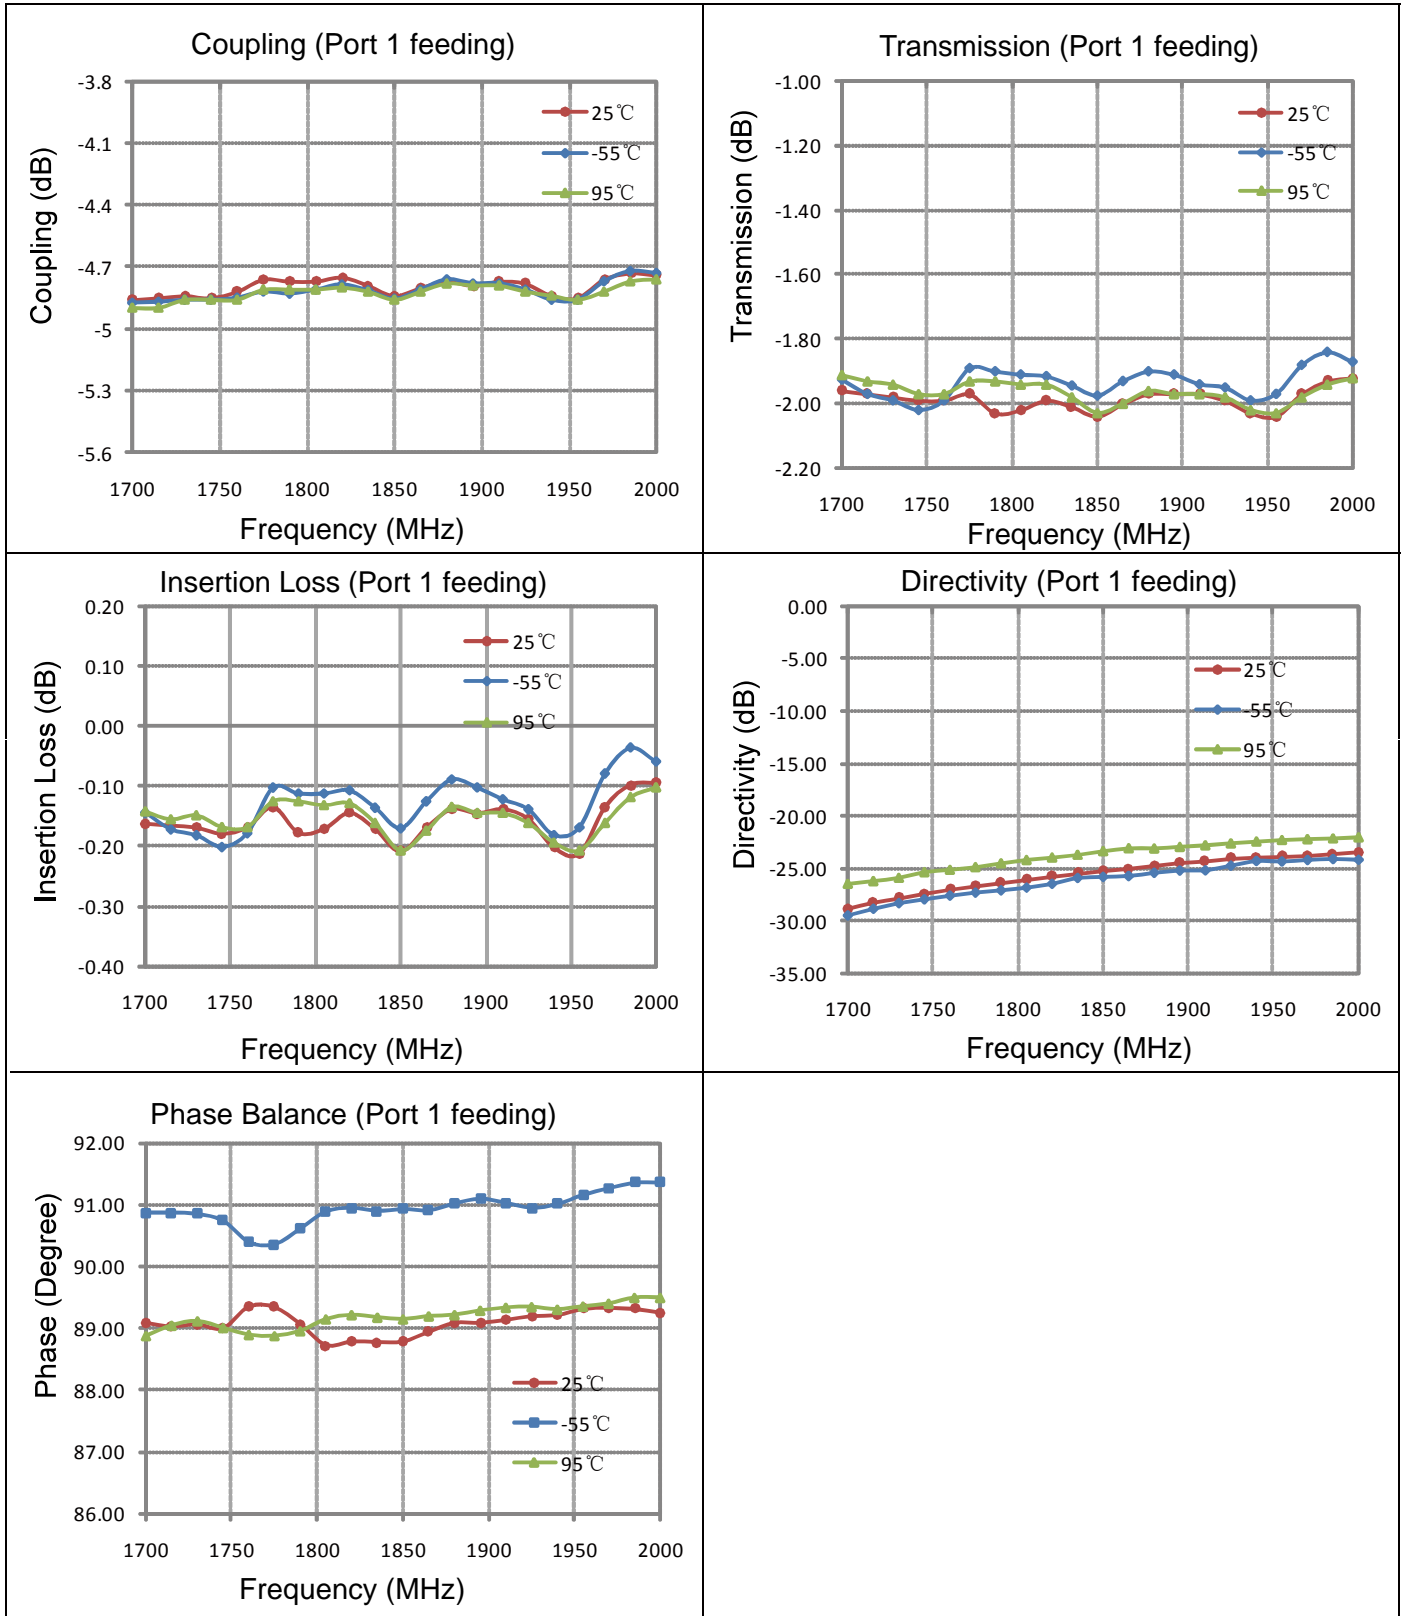 Coupling (Port 1 feeding)
-3.8
-4.1
-4.4
-4.7
-5
-5.3
-5.6
Coupling (dB)
25℃
-55℃
95℃
1700 1750 1800 1850 1900 1950 2000
Frequency (MHz)
Transmission (Port 1 feeding)
-1.00
-1.20
-1.40
-1.60
-1.80
-2.00
-2.20
Transmission (dB)
25℃
-55℃
95℃
1700 1750 1800 1850 1900 1950 2000
Frequency (MHz)
Insertion Loss (Port 1 feeding)
0.20
0.10
0.00
-0.10
-0.20
-0.30
-0.40
Insertion Loss (dB)
25℃
-55℃
95℃
1700 1750 1800 1850 1900 1950 2000
Frequency (MHz)
Directivity (Port 1 feeding)
0.00
-5.00
-10.00
-15.00
-20.00
-25.00
-30.00
-35.00
Directivity (dB)
25℃
-55℃
95℃
1700 1750 1800 1850 1900 1950 2000
Frequency (MHz)
Phase Balance (Port 1 feeding)
92.00
91.00
90.00
89.00
88.00
87.00
86.00
Phase (Degree)
25℃
-55℃
95℃
1700 1750 1800 1850 1900 1950 2000
Frequency (MHz)